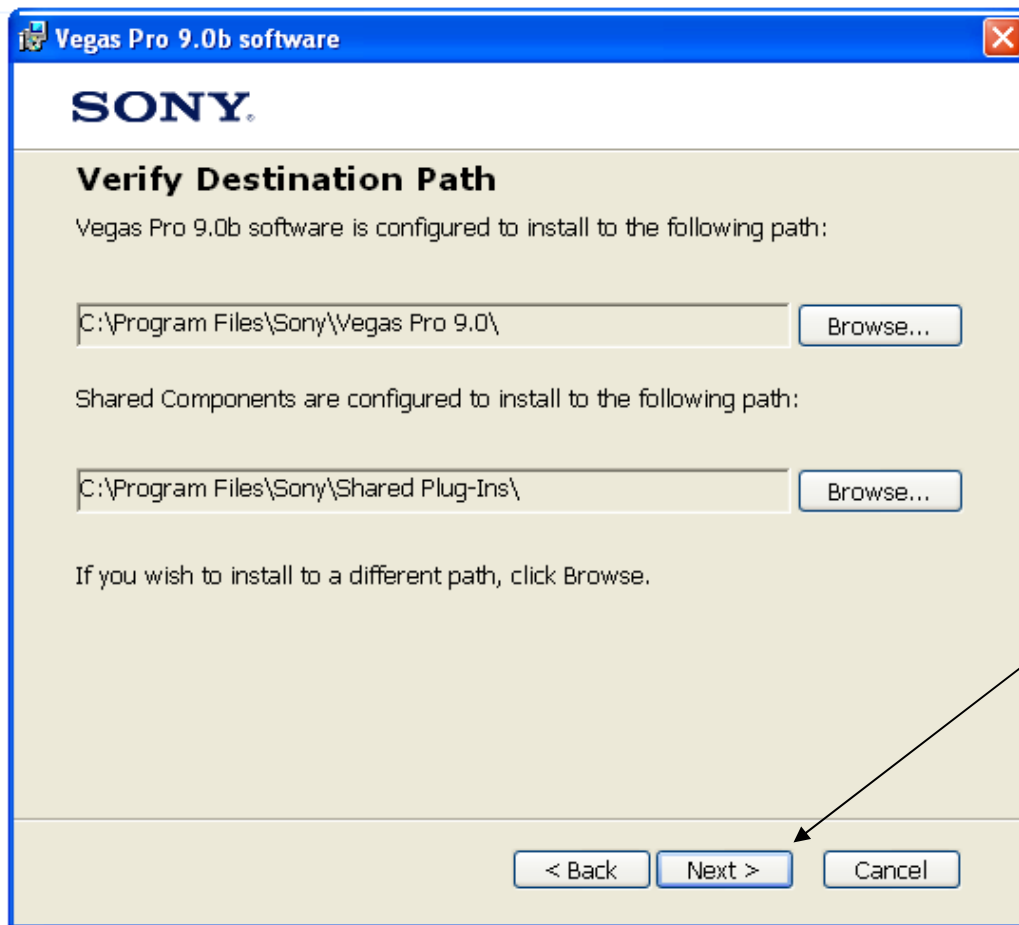 Vegas Pro 9.0b software
SONY.
Verify Destination Path
Vegas Pro 9.0b software is configured to install to the following path:
C:\Program Files\Sony\Vegas Pro 9.0\
Browse...
Shared Components are configured to install to the following path:
C:\Program Files\Sony\Shared Plug-Ins\
Browse...
If you wish to install to a different path, click Browse.
< Back Next > Cancel